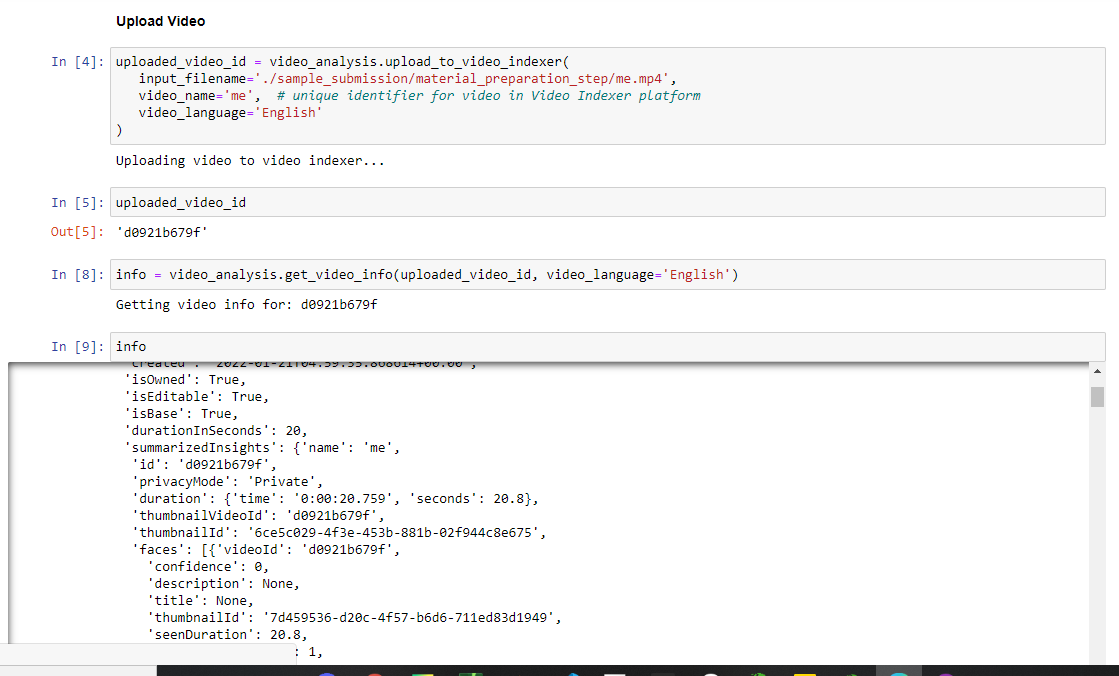 Upload Video
In [4]: uploaded_video_id = video_analysis.upload_to_video_indexer(
input_filename='./sample_submission/material_preparation_step/me.mp4',
video_name='me',  # unique identifier for video in Video Indexer platform
video_language='English'
)
Uploading video to video indexer...
In [5]: uploaded_video_id
Out[5]: 'd0921b679f'
In [8]: info = video_analysis.get_video_info(uploaded_video_id, video_language='English')
Getting video info for: d0921b679f
In [9]: info
'created':
'isOwned': True,
'isEditable': True,
'isBase': True,
'durationInSeconds': 20,
'summarizedInsights': {'name': 'me',
'id': 'd0921b679f',
'privacyMode': 'Private',
'duration': {'time': '0:00:20.759', 'seconds': 20.8},
'thumbnailVideoId': 'd0921b679f',
'thumbnailId': '6ce5c029-4f3e-453b-881b-02f944c8e675',
'faces': [{'videoId': 'd0921b679f',
'confidence': 0,
'description': None,
'title': None,
'thumbnailId': '7d459536-d20c-4f57-b6d6-711ed83d1949',
'seenDuration': 20.8,
: 1,